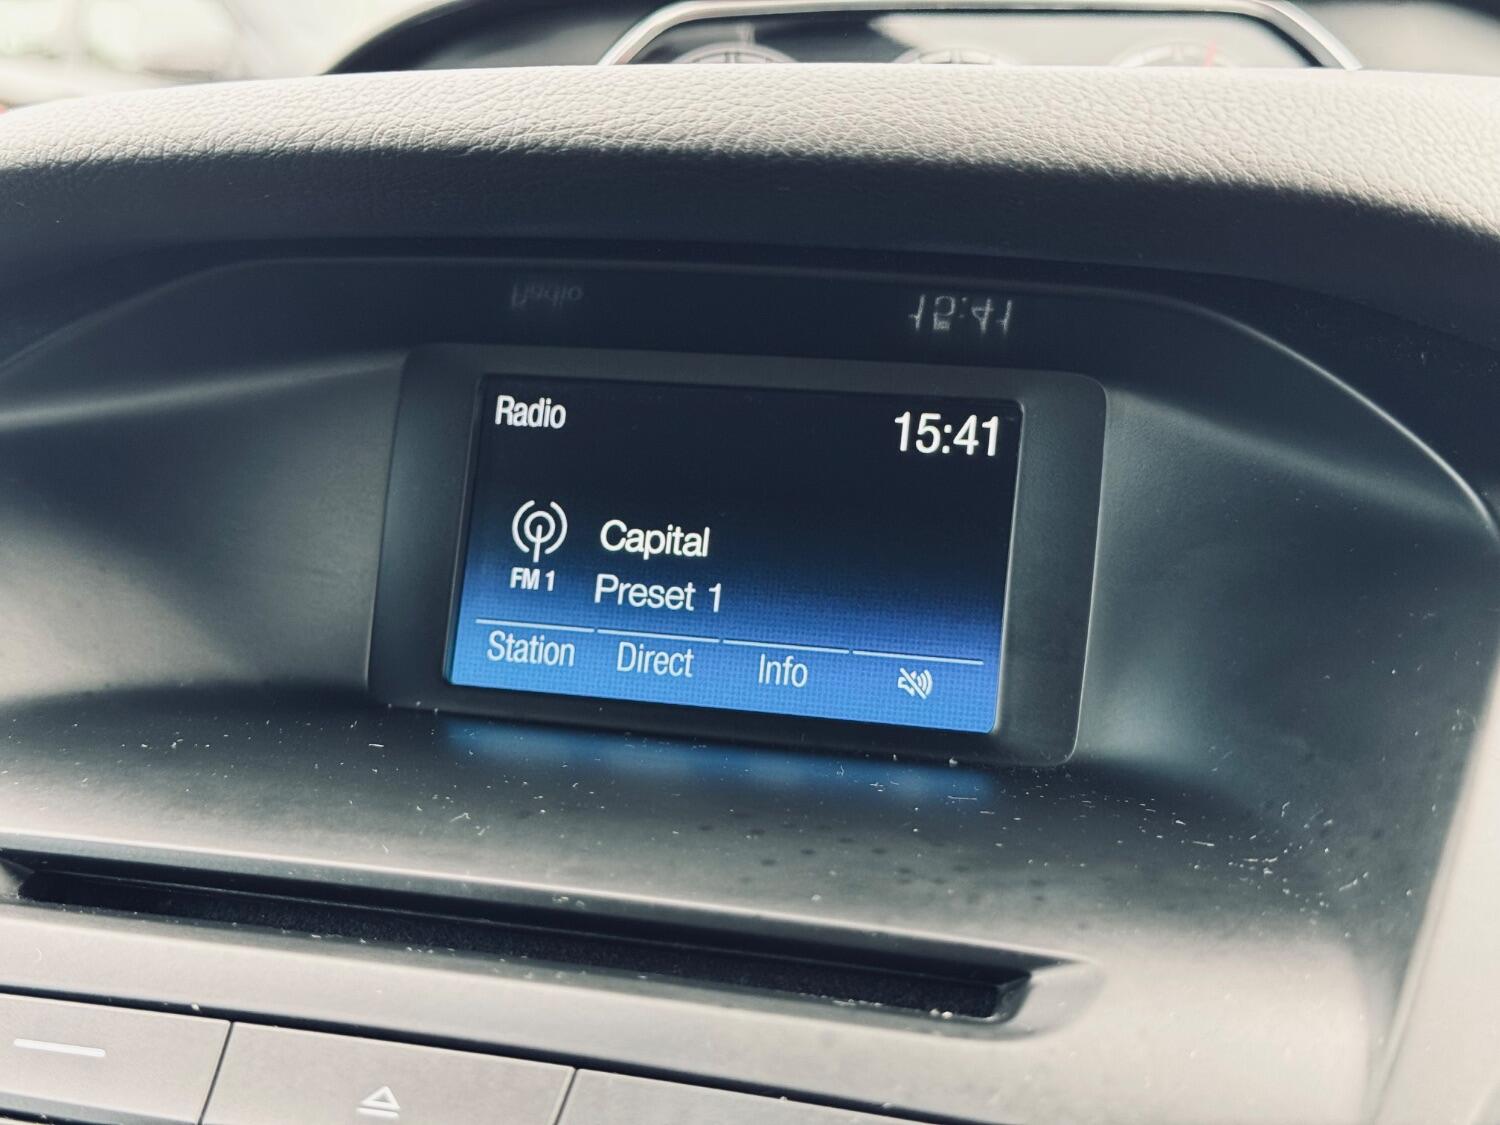 Radio 15:41
Capital
FM 1
Preset 1
Station Direct Info